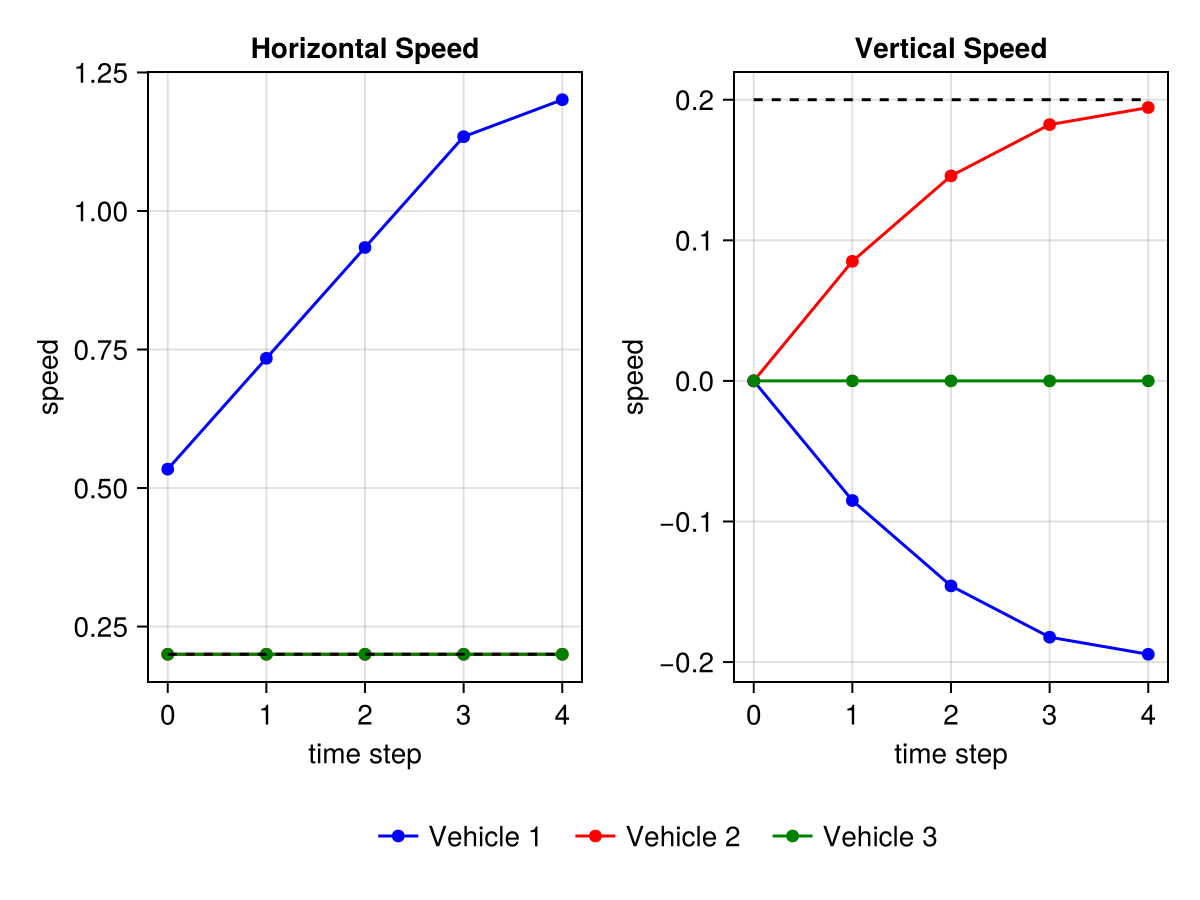 Horizontal Speed
1.25
1.00
0.75
0.50
0.25
speed
0 1 2 3 4
time step
Vertical Speed
0.2
0.1
0.0
−0.1
−0.2
speed
0 1 2 3 4
time step
Vehicle 1 Vehicle 2 Vehicle 3